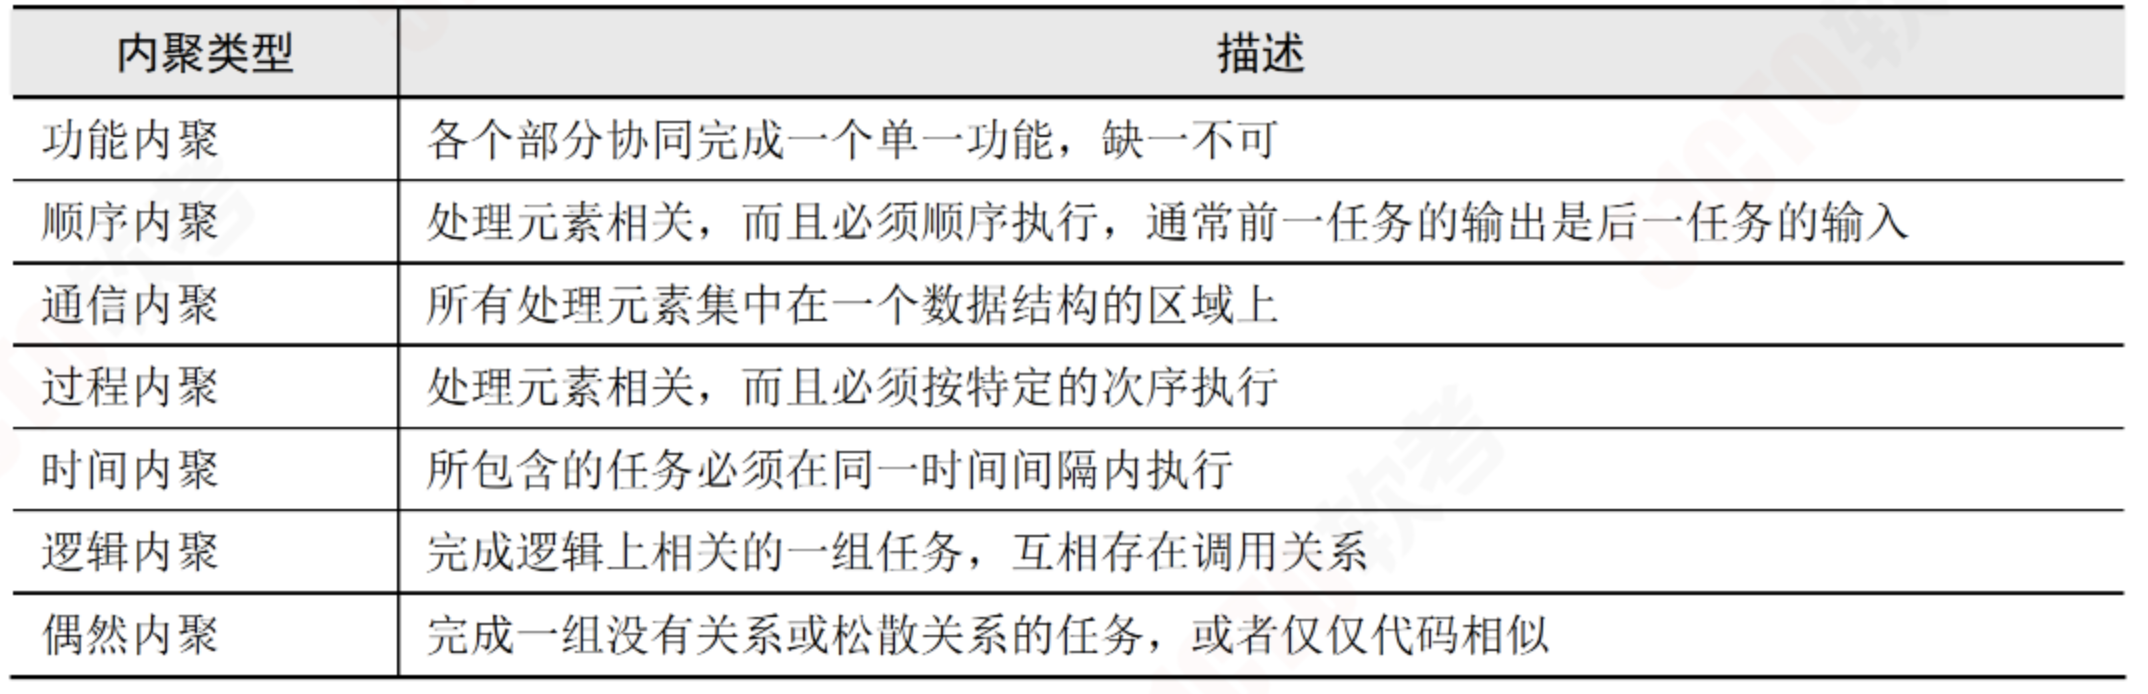 内聚类型 描述
功能内聚 各个部分协同完成一个单一功能，缺一不可
顺序内聚 处理元素相关，而且必须顺序执行，通常前一任务的输出是后一任务的输入
通信内聚 所有处理元素集中在一个数据结构的区域上
过程内聚 处理元素相关，而且必须按特定的次序执行
时间内聚 所包含的任务必须在同一时间间隔内执行
逻辑内聚 完成逻辑上相关的一组任务，互相存在调用关系
偶然内聚 完成一组没有关系或松散关系的任务，或者仅仅代码相似